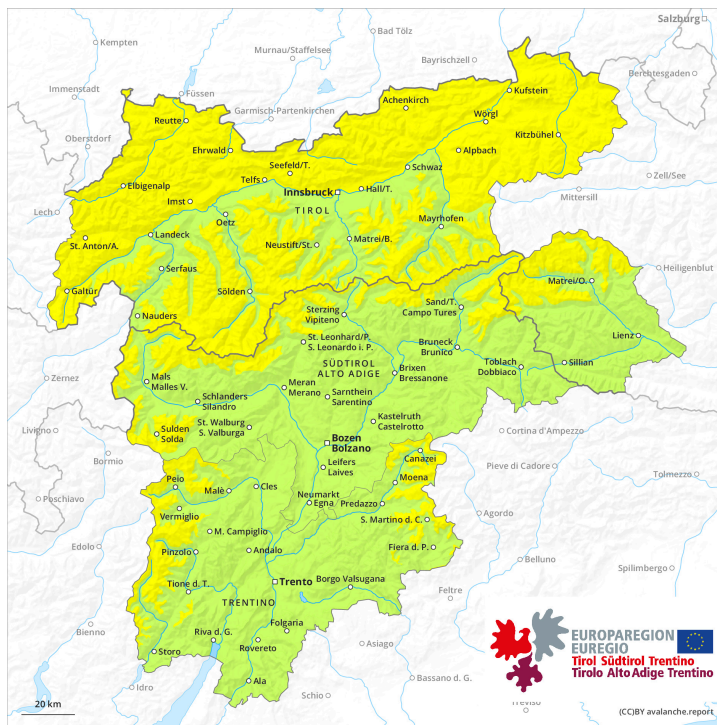 Salzburg
Bad Tölz
Kempten
Murnau/Staffelsee
Bayrischzell
Berchtesgaden
Immenstadt
Füssen
Garmisch-Partenkirchen
Achenkirch
Kufstein
Reutte
Wörgl
Oberstdorf
Ehrwald
Kitzbühel
Alpbach
Seefeld/T.
Schwaz
Telfs
Zell/See
Elbigenalp
Innsbruck
Hall/T.
Mittersill
Imst
TIROL
Lech
Oetz
Mayrhofen
St. Anton/A.
Landeck
Neustift/St.
Matrei/B.
Serfaus
Heiligenblut
Matrei/O.
Galtür
Sölden
Sand/T.
Campo Tures
Nauders
Sterzing
Vipiteno
Lienz
St. Leonhard/P.
S. Leonardo i. P.
Bruneck
Brunico
Toblach
Dobbiaco
Sillian
SÜDTIROL
ALTO ADIGE
Brixen
Bressanone
Zernez
Mals
Malles V.
Meran
Merano
Schlanders
Silandro
Sarnthein
Sarentino
Kastelruth
Castelrotto
St. Walburg
S. Valburga
Livigno
Sulden
Solda
Bozen
Bolzano
Cortina d'Ampezzo
Bormio
Canazei
Leifers
Laives
Pieve di Cadore
Tolmezzo
Peio
Moena
Poschiavo
Malè
Cles
Neumarkt
Egna
Predazzo
Vermiglio
S. Martino d. C.
Agordo
M. Campiglio
Edolo
Pinzolo
Andalo
Fiera d. P.
Belluno
Spilimbergo
Tione d. T.
Trento
Borgo Valsugana
Feltre
TRENTINO
Folgaria
Bienno
Riva d. G.
Rovereto
Asiago
Storo
Bassano d. G.
Ala
Idro
Schio
Treviso
EUROPAREGION
EUREGIO
Tirol Südtirol Trentino
Tirolo Alto Adige Trentino
20 km
(CC)BY avalanche.report